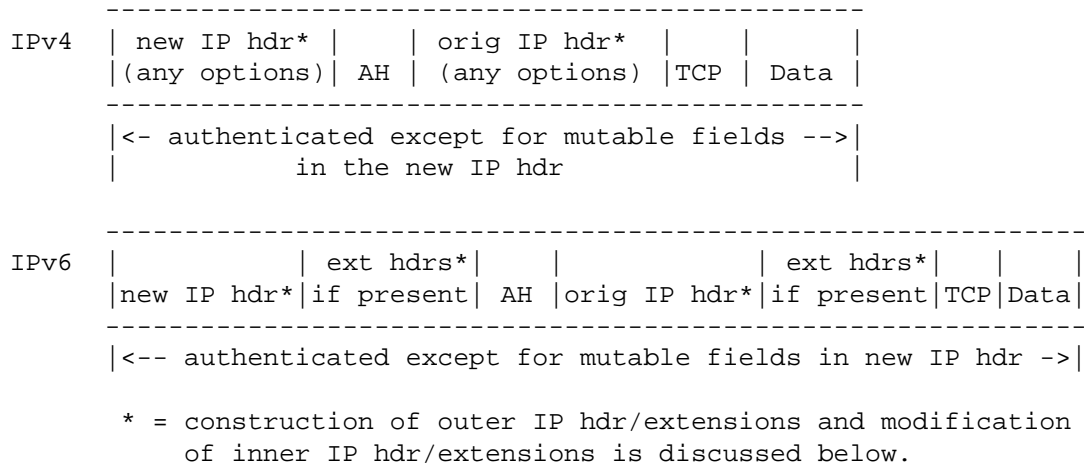 ------------------------------------------------
IPv4  | new IP hdr* |    | orig IP hdr*  |    |      |
      |(any options)| AH | (any options) |TCP | Data |
      ------------------------------------------------
      |<- authenticated except for mutable fields -->|
      |           in the new IP hdr                  |
      --------------------------------------------------------------
IPv6  |           | ext hdrs*|    |            | ext hdrs*|   |    |
      |new IP hdr*|if present| AH |orig IP hdr*|if present|TCP|Data|
      --------------------------------------------------------------
      |<-- authenticated except for mutable fields in new IP hdr ->|
       * = construction of outer IP hdr/extensions and modification
           of inner IP hdr/extensions is discussed below.